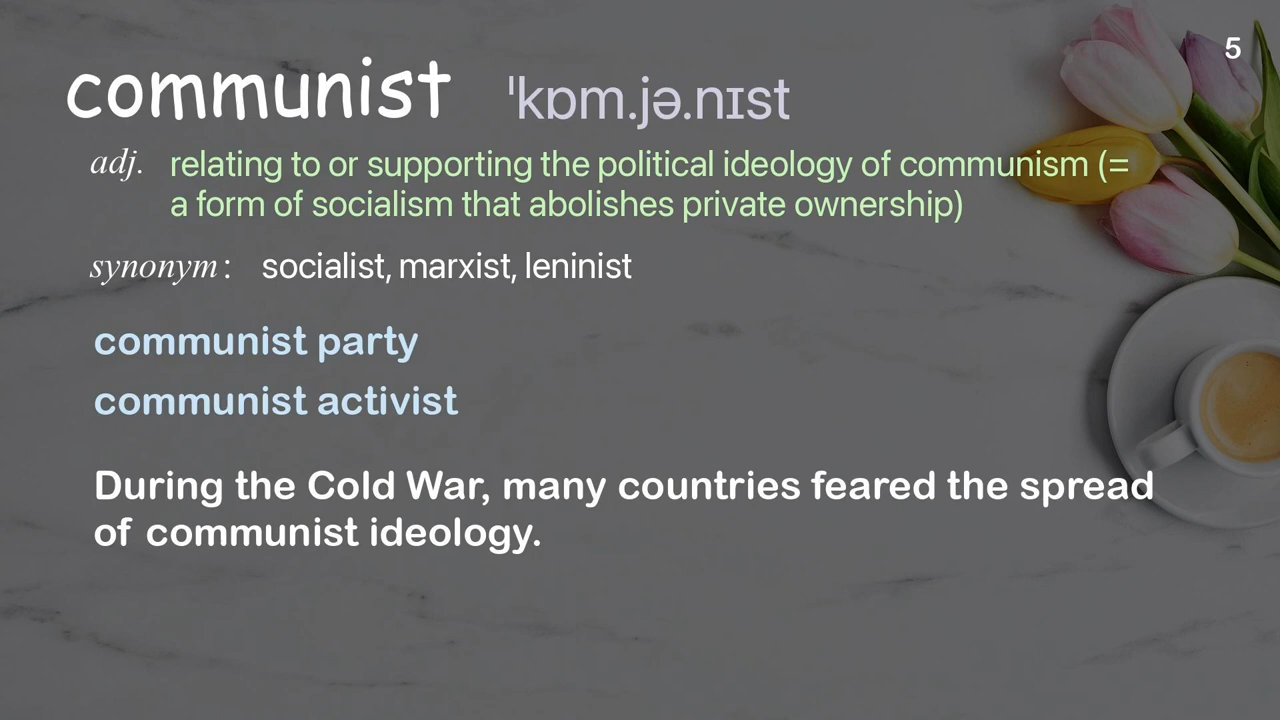 5
communist ˈkɒm.jə.nɪst
adj. relating to or supporting the political ideology of communism (=
a form of socialism that abolishes private ownership)
synonym: socialist, marxist, leninist
communist party
communist activist
During the Cold War, many countries feared the spread
of communist ideology.